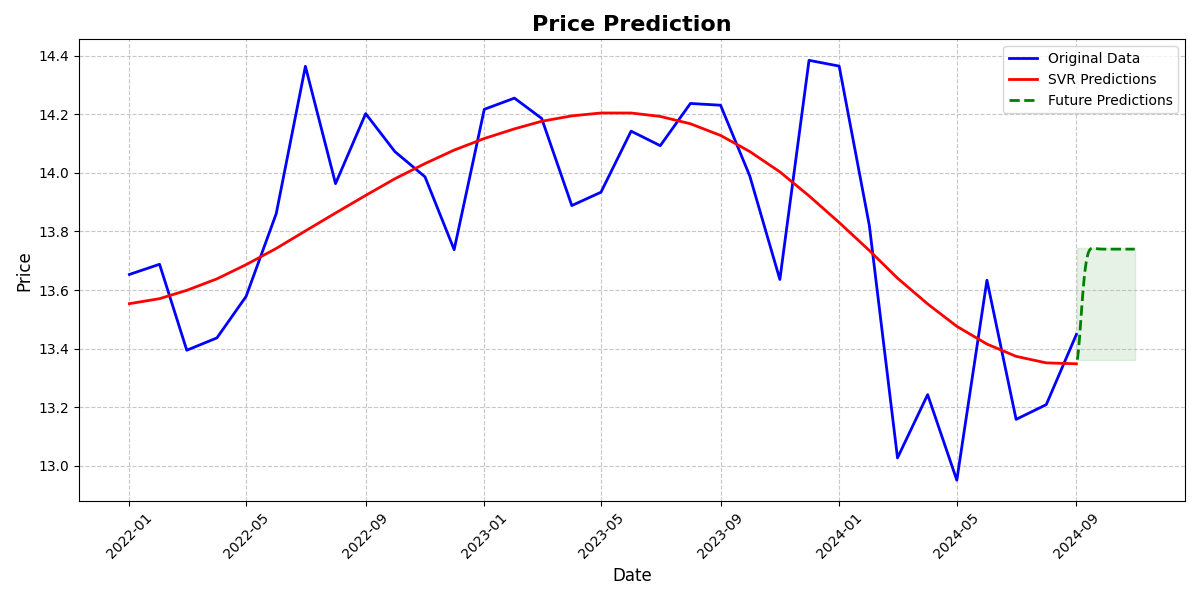 Price Prediction
Original Data
SVR Predictions
Future Predictions
Price
14.4
14.2
14.0
13.8
13.6
13.4
13.2
13.0
2022-01
2022-05
2022-09
2023-01
2023-05
2023-09
2024-01
2024-05
2024-09
Date